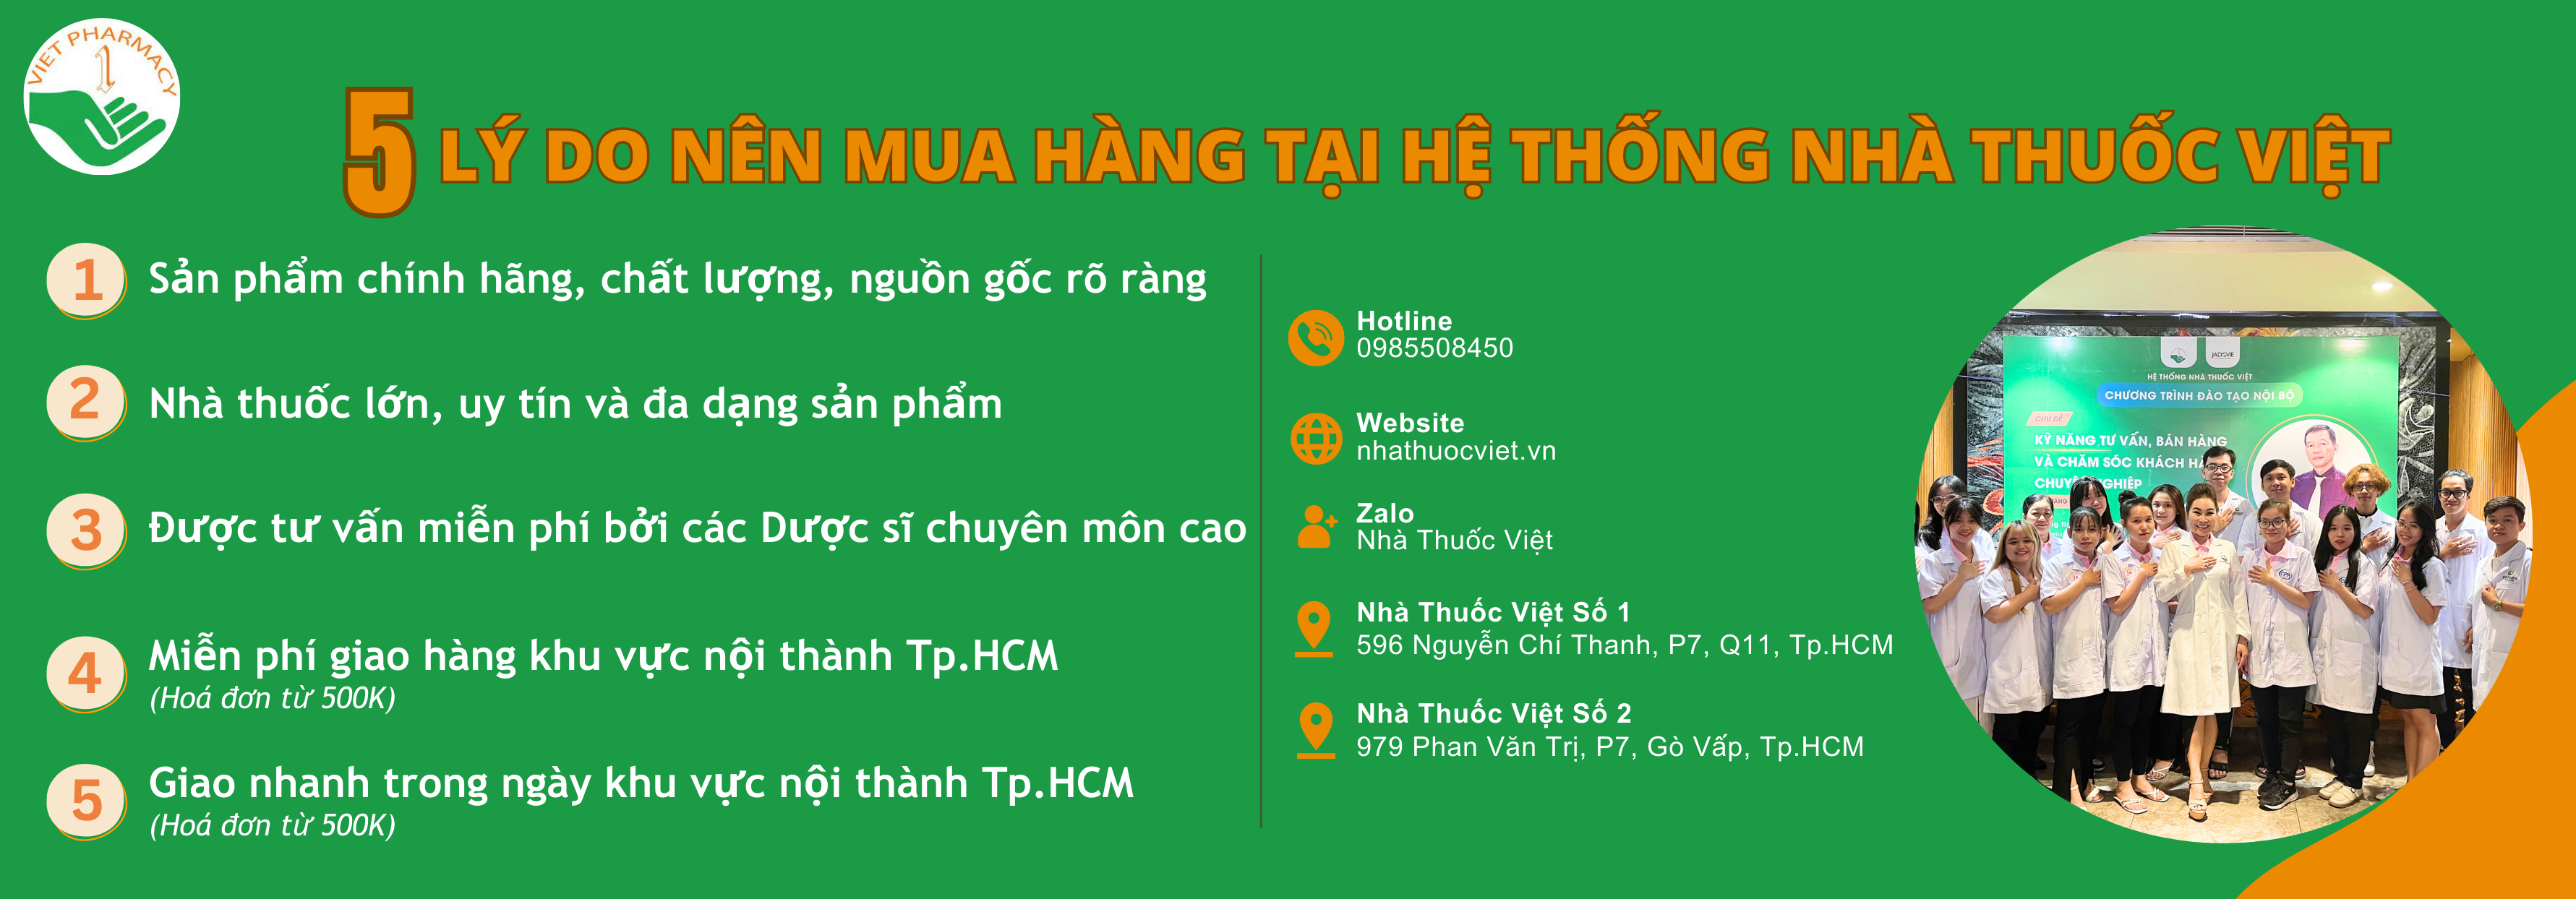 VIET PHARMACY
1
5 LÝ DO NÊN MUA HÀNG TẠI HỆ THỐNG NHÀ THUỐC VIỆT
1 Sản phẩm chính hãng, chất lượng, nguồn gốc rõ ràng
2 Nhà thuốc lớn, uy tín và đa dạng sản phẩm
3 Được tư vấn miễn phí bởi các Dược sĩ chuyên môn cao
4 Miễn phí giao hàng khu vực nội thành Tp.HCM
(Hoá đơn từ 500K)
5 Giao nhanh trong ngày khu vực nội thành Tp.HCM
(Hoá đơn từ 500K)
Hotline
0985508450
Website
nhathuocviet.vn
Zalo
Nhà Thuốc Việt
Nhà Thuốc Việt Số 1
596 Nguyễn Chí Thanh, P7, Q11, Tp.HCM
Nhà Thuốc Việt Số 2
979 Phan Văn Trị, P7, Gò Vấp, Tp.HCM
HỆ THỐNG NHÀ THUỐC VIỆT
CHƯƠNG TRÌNH ĐÀO TẠO NỘI BỘ
CHỦ ĐỀ
KỸ NĂNG TƯ VẤN, BÁN HÀNG
VÀ CHĂM SÓC KHÁCH